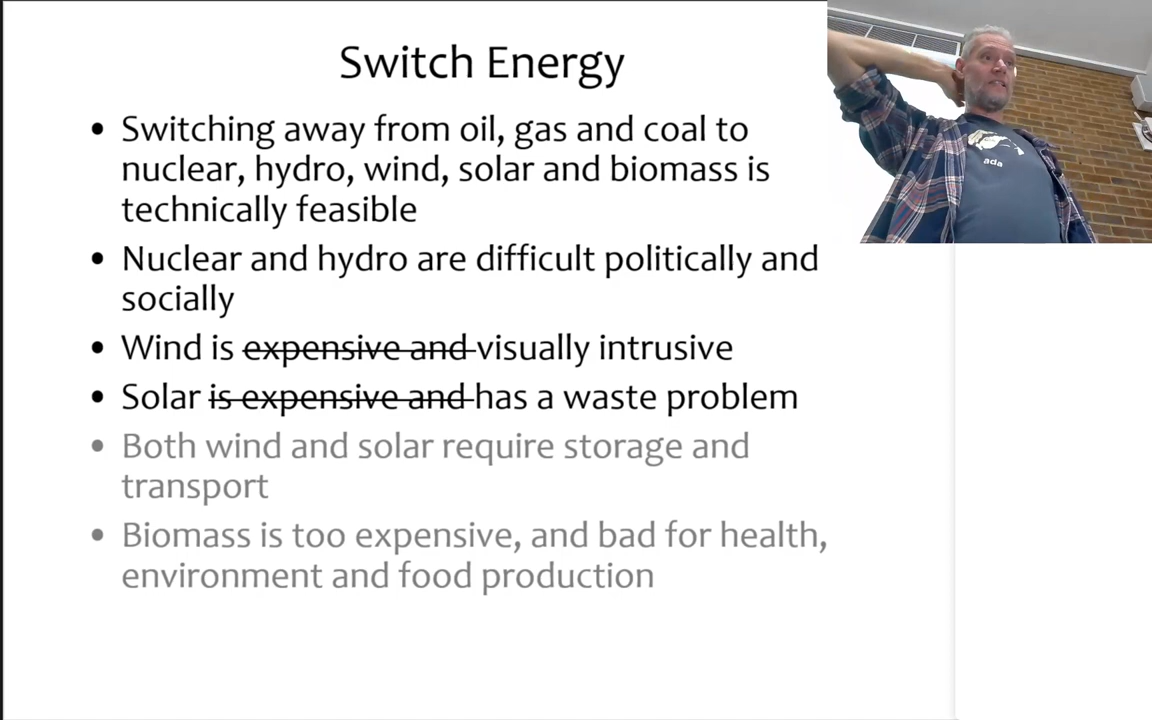 Switch Energy
• Switching away from oil, gas and coal to
nuclear, hydro, wind, solar and biomass is
technically feasible
• Nuclear and hydro are difficult politically and
socially
• Wind is expensive and visually intrusive
• Solar is expensive and has a waste problem
• Both wind and solar require storage and
transport
• Biomass is too expensive, and bad for health,
environment and food production
ada